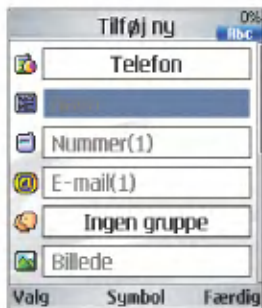 0%
Tilføj ny
Abc
Telefon
Nummer(1)
E-mail(1)
Ingen gruppe
Billede
Valg Symbol Færdig